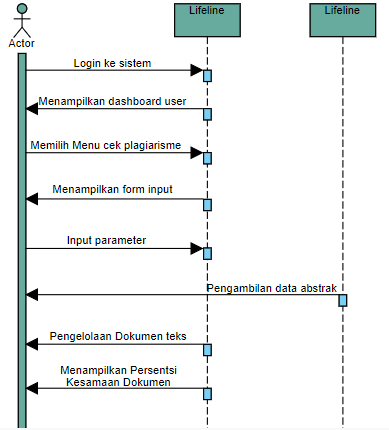 Lifeline
Lifeline
Actor
Login ke sistem
Menampilkan dashboard user
Memilih Menu cek plagiarisme
Menampilkan form input
Input parameter
Pengambilan data abstrak
Pengelolaan Dokumen teks
Menampilkan Persentsi
Kesamaan Dokumen